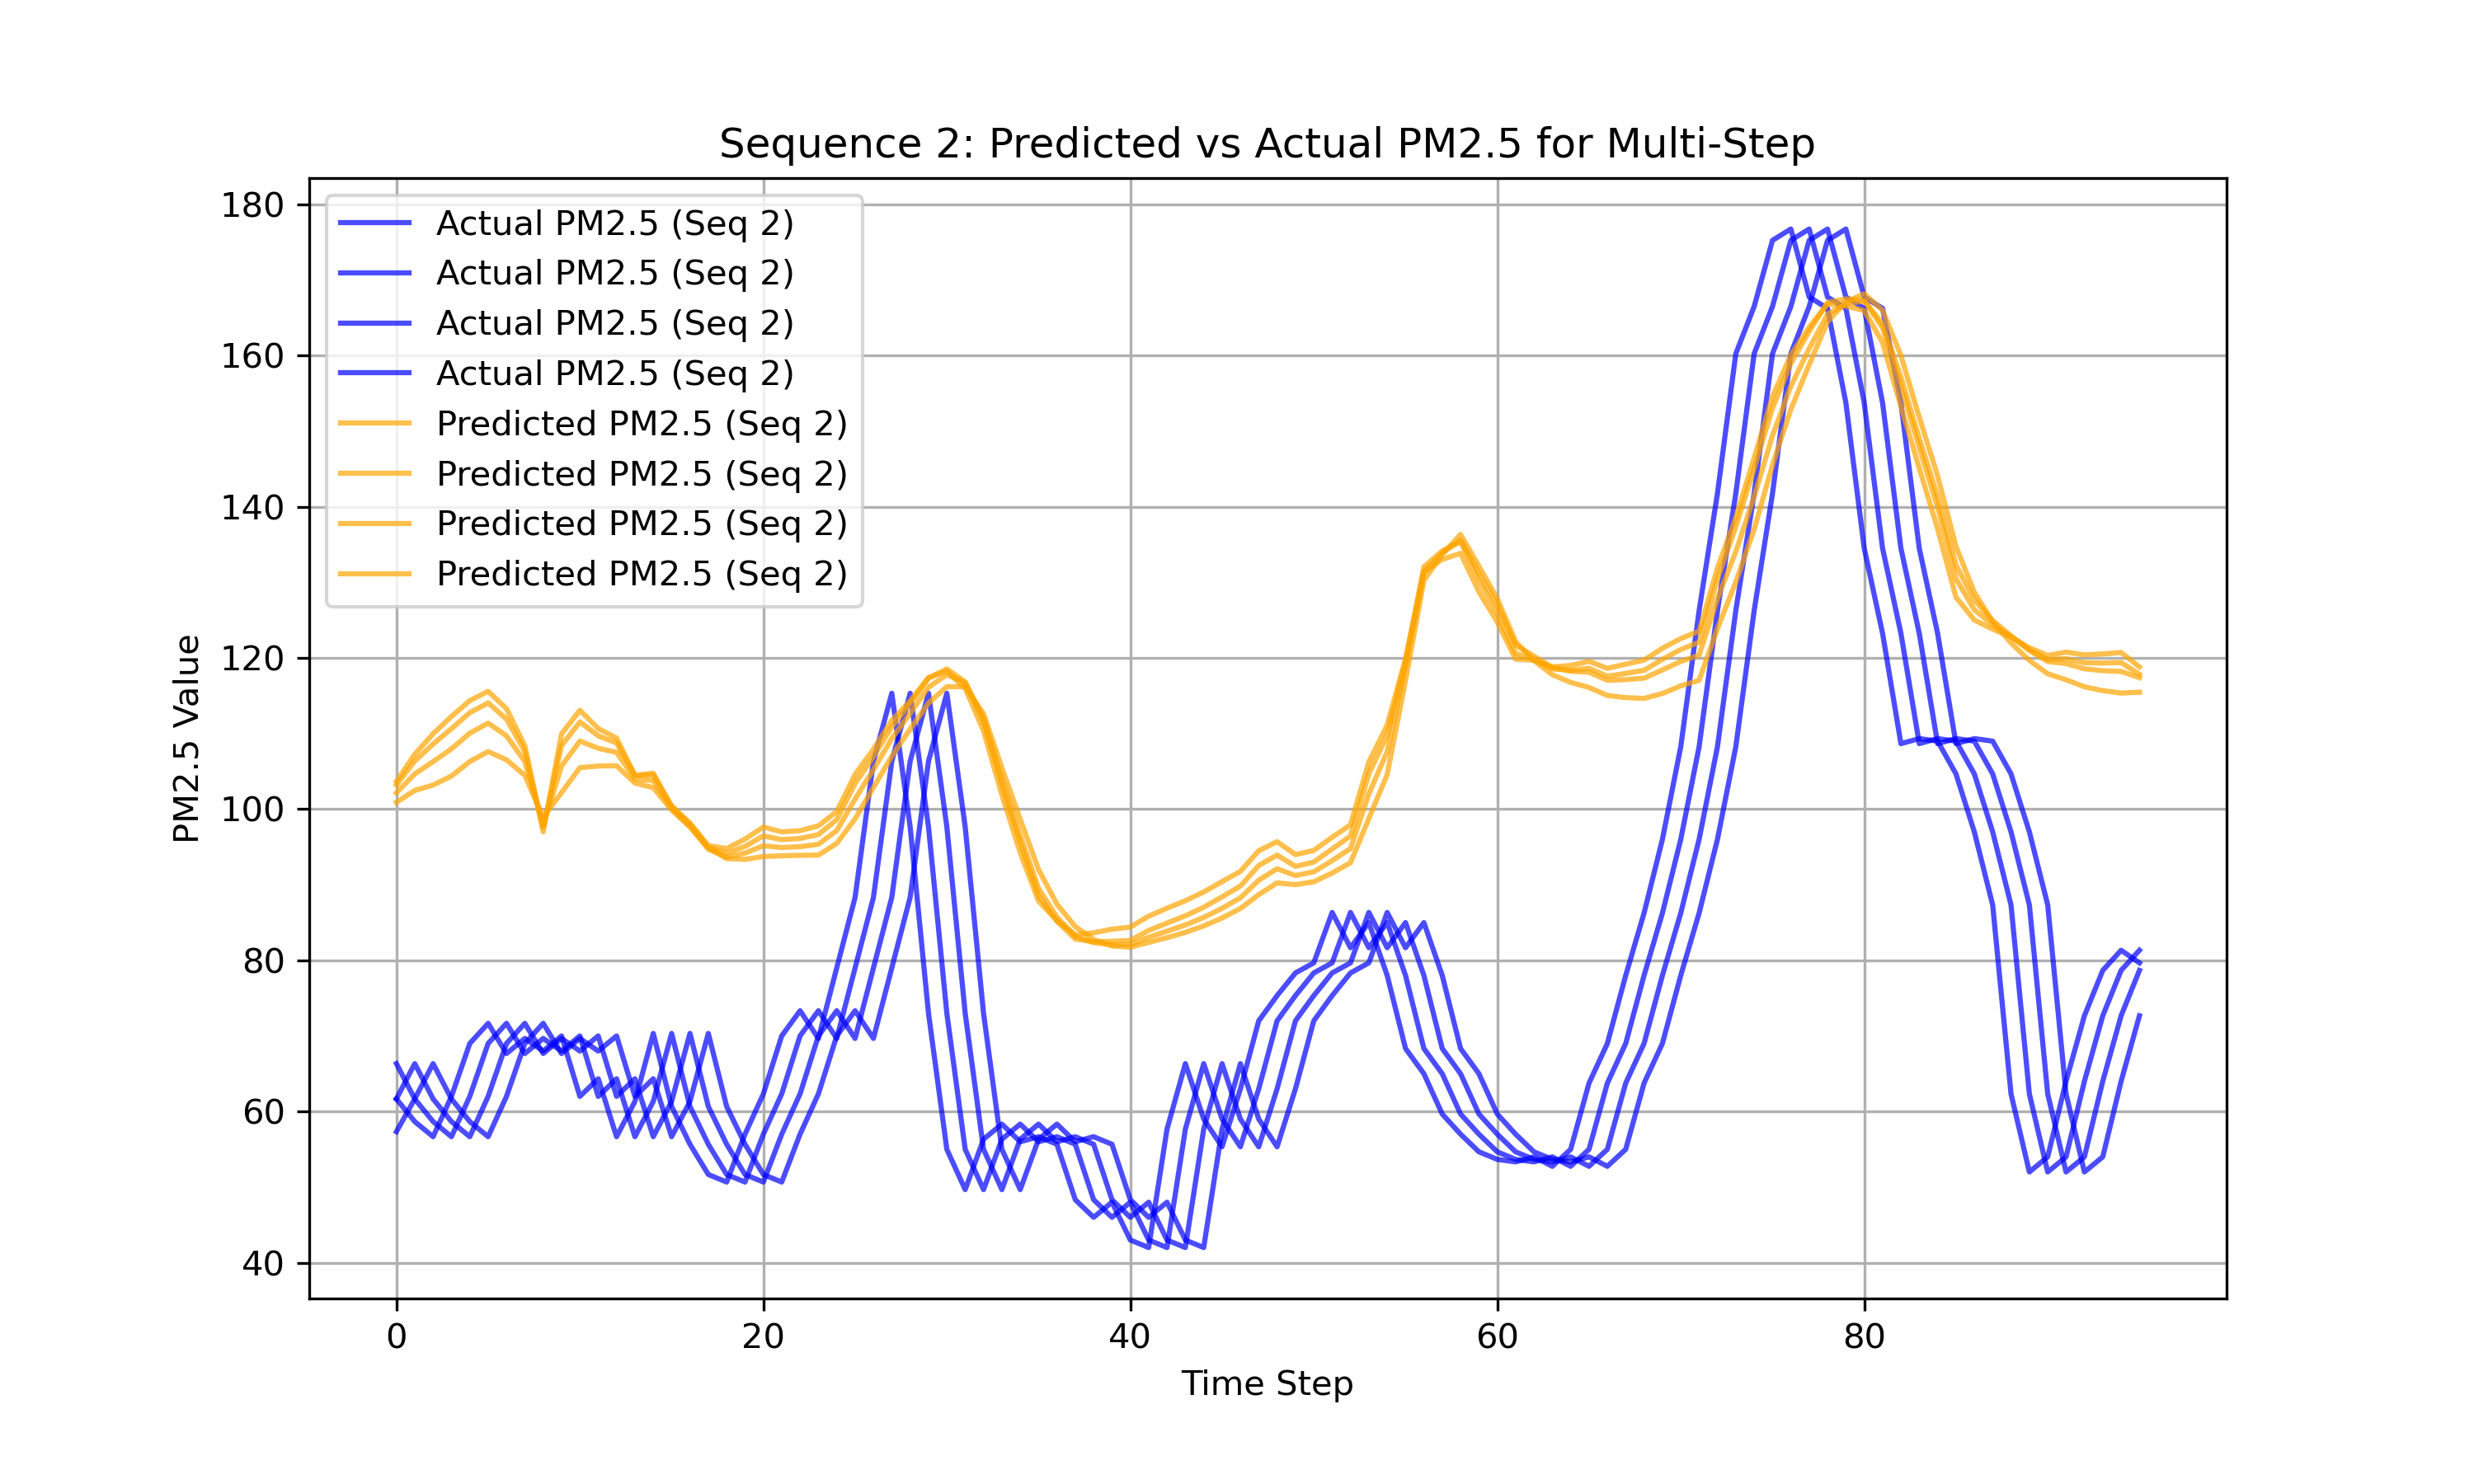 Sequence 2: Predicted vs Actual PM2.5 for Multi-Step
180
160
140
120
100
80
60
40
PM2.5 Value
Actual PM2.5 (Seq 2)
Actual PM2.5 (Seq 2)
Actual PM2.5 (Seq 2)
Actual PM2.5 (Seq 2)
Predicted PM2.5 (Seq 2)
Predicted PM2.5 (Seq 2)
Predicted PM2.5 (Seq 2)
Predicted PM2.5 (Seq 2)
0 20 40 60 80
Time Step